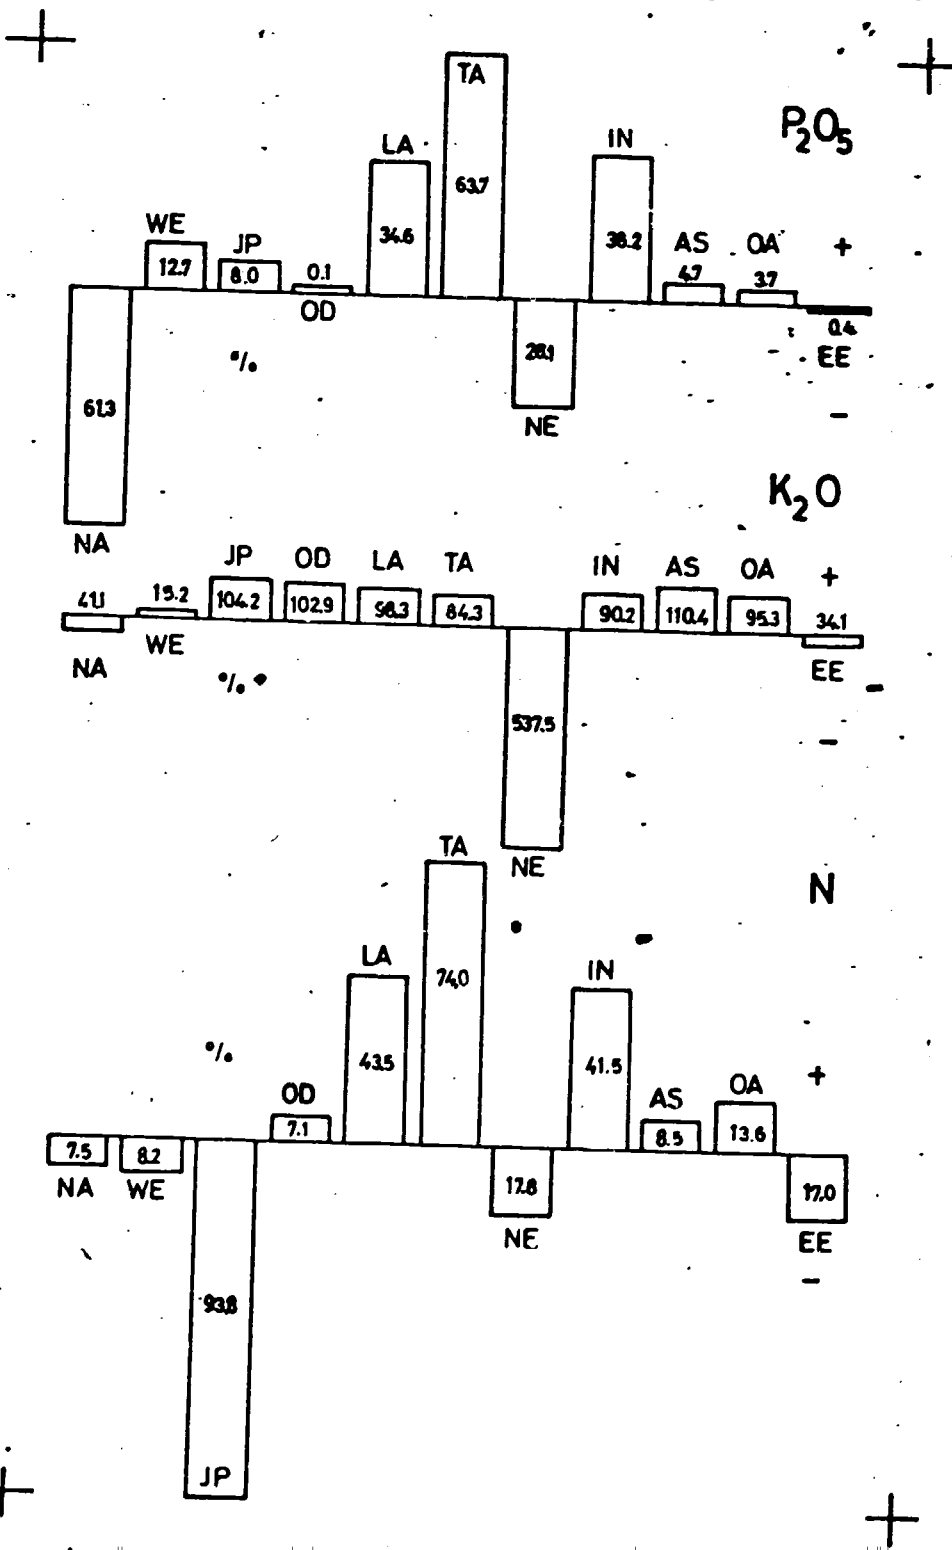 TA
P₂O₅
LA
IN
63.7
WE
JP
34.6
38.2
AS
OA
+
12.7
8.0
0.1
4.7
3.7
OD
0.4
%
28.1
EE
61.3
NE
−
K₂O
NA
JP
OD
LA
TA
IN
AS
OA
+
41.1
15.2
104.2
102.9
98.3
84.3
90.2
110.4
95.3
34.1
NA
WE
%
EE
537.5
−
TA
NE
N
LA
74.0
IN
%
43.5
41.5
+
OD
AS
OA
7.5
8.2
7.1
8.5
13.6
NA
WE
17.8
17.0
NE
EE
−
93.8
JP